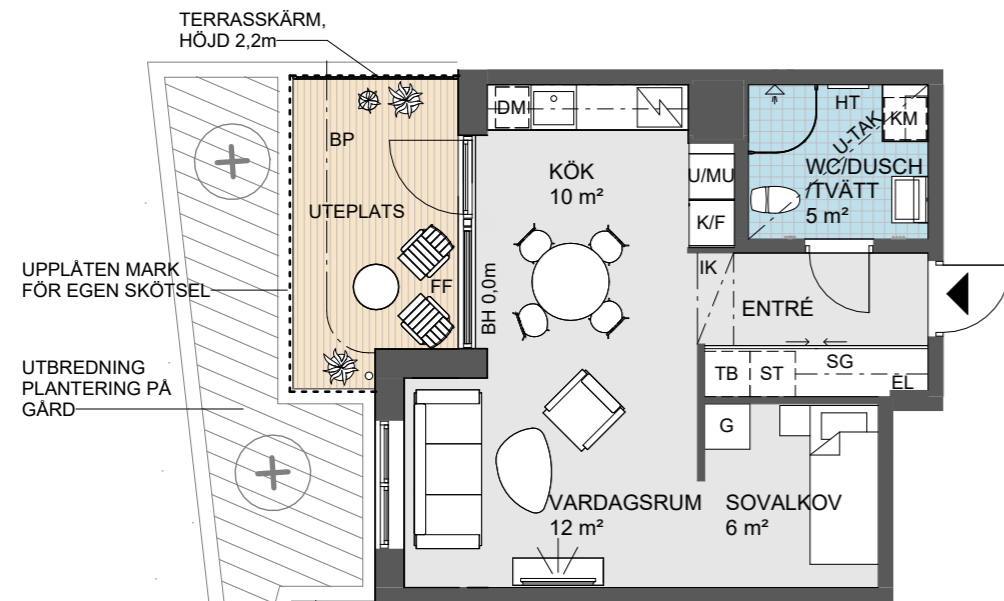 TERRASSKÄRM,
HÖJD 2,2m
DM
HT
KM
U-TAK
BP
KÖK
10 m²
U/MU
WC/DUSCH
/TVÄTT
5 m²
UTEPLATS
K/F
UPPLÅTEN MARK
FÖR EGEN SKÖTSEL
FF
BH 0,0m
IK
ENTRÉ
UTBREDNING
PLANTERING PÅ
GÅRD
TB
ST
SG
EL
G
VARDAGSRUM
12 m²
SOVALKOV
6 m²